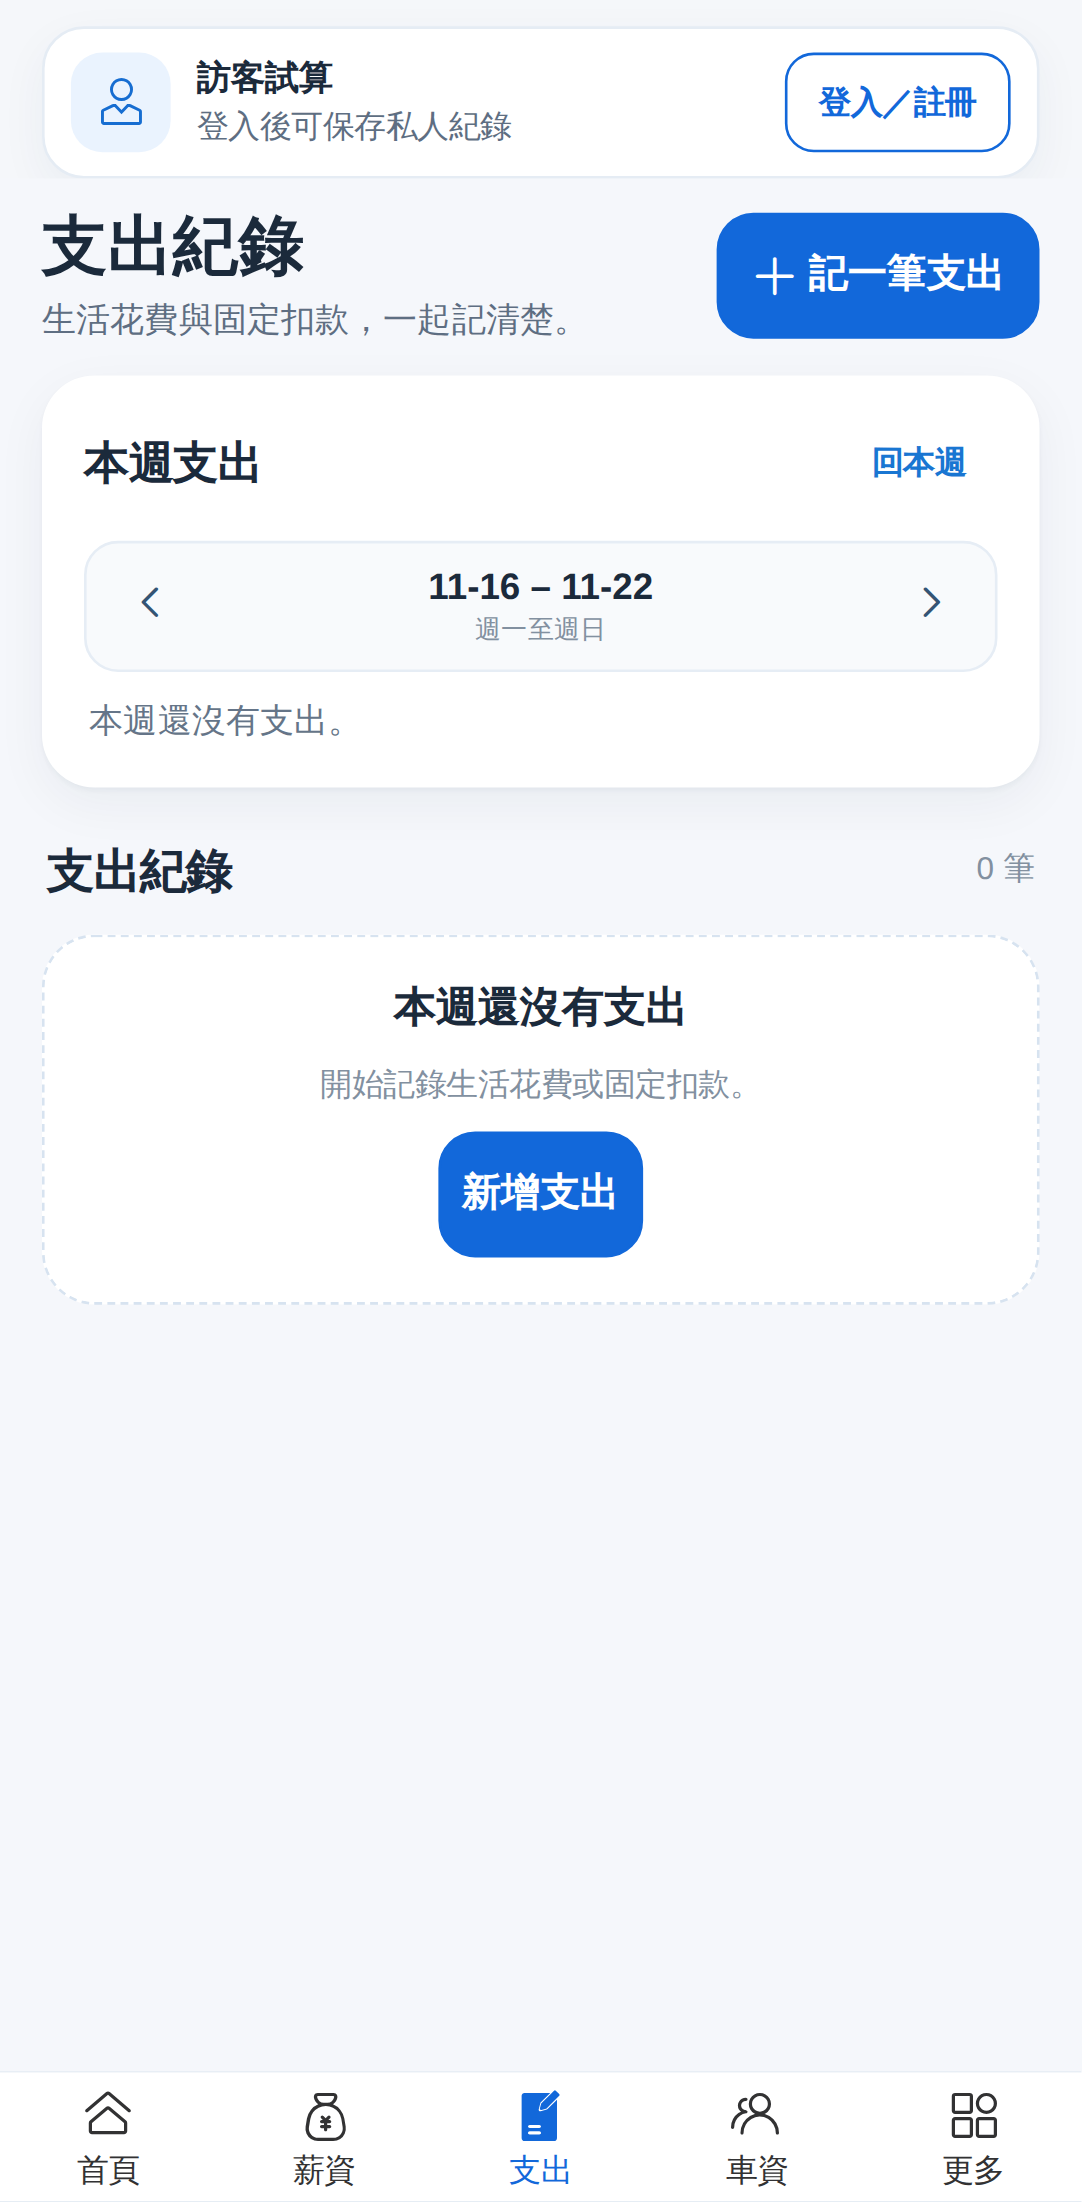 訪客試算
登入後可保存私人紀錄
登入／註冊
支出紀錄
生活花費與固定扣款，一起記清楚。
記一筆支出
本週支出
回本週
11-16 – 11-22
週一至週日
本週還沒有支出。
支出紀錄
0 筆
本週還沒有支出
開始記錄生活花費或固定扣款。
新增支出
首頁
薪資
支出
車資
更多